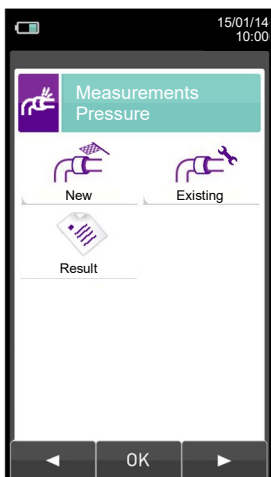 15/01/14
10:00
Measurements
Pressure
New
Existing
Result
OK